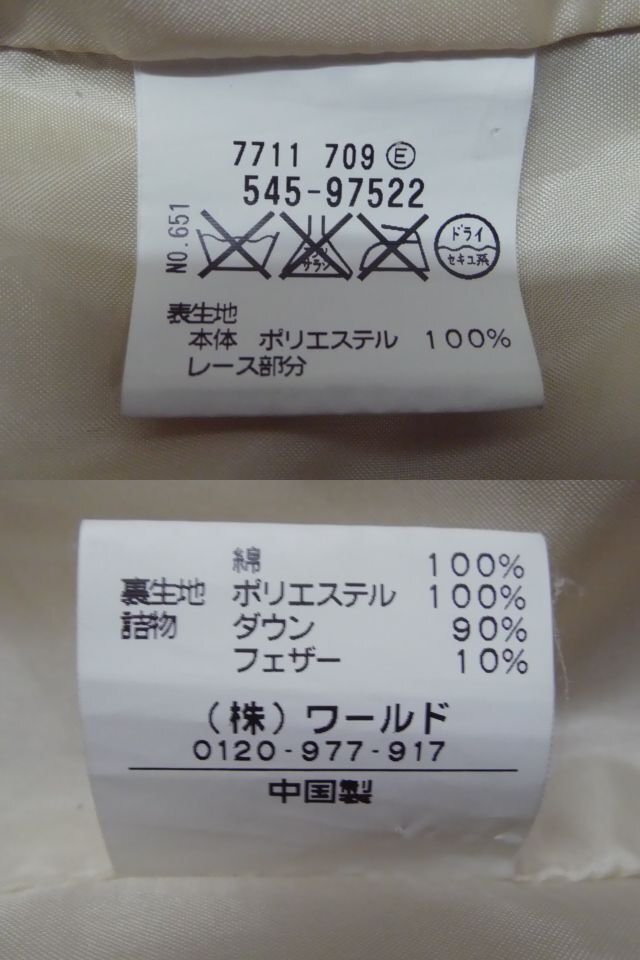 7711 709 Ⓔ
545-97522
NO.651
エンソ
サラシ
ドライ
セキユ系
表生地
本体 ポリエステル 100%
レース部分
綿 100%
裏生地 ポリエステル 100%
詰物 ダウン 90%
フェザー 10%
(株) ワールド
0120-977-917
中国製